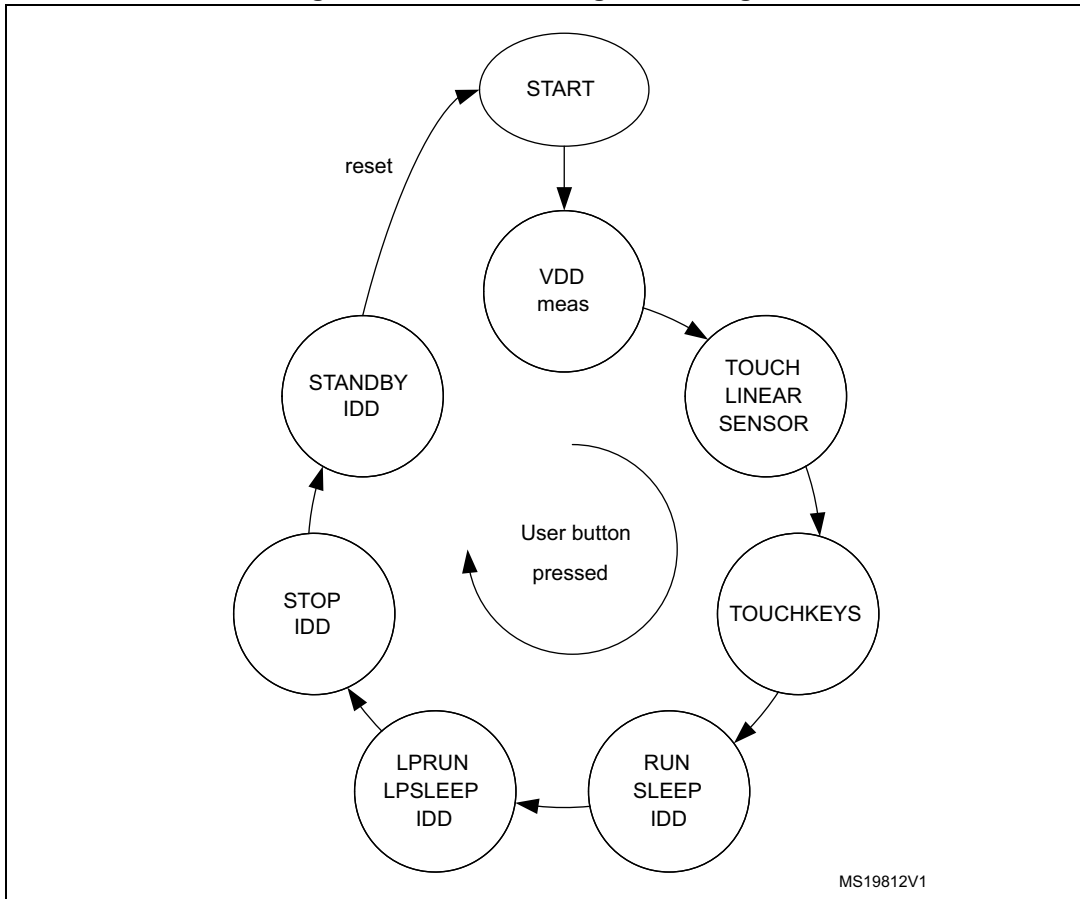 START
reset
VDD
meas
TOUCH
LINEAR
SENSOR
STANDBY
IDD
User button
pressed
TOUCHKEYS
STOP
IDD
RUN
SLEEP
IDD
LPRUN
LPSLEEP
IDD
MS19812V1